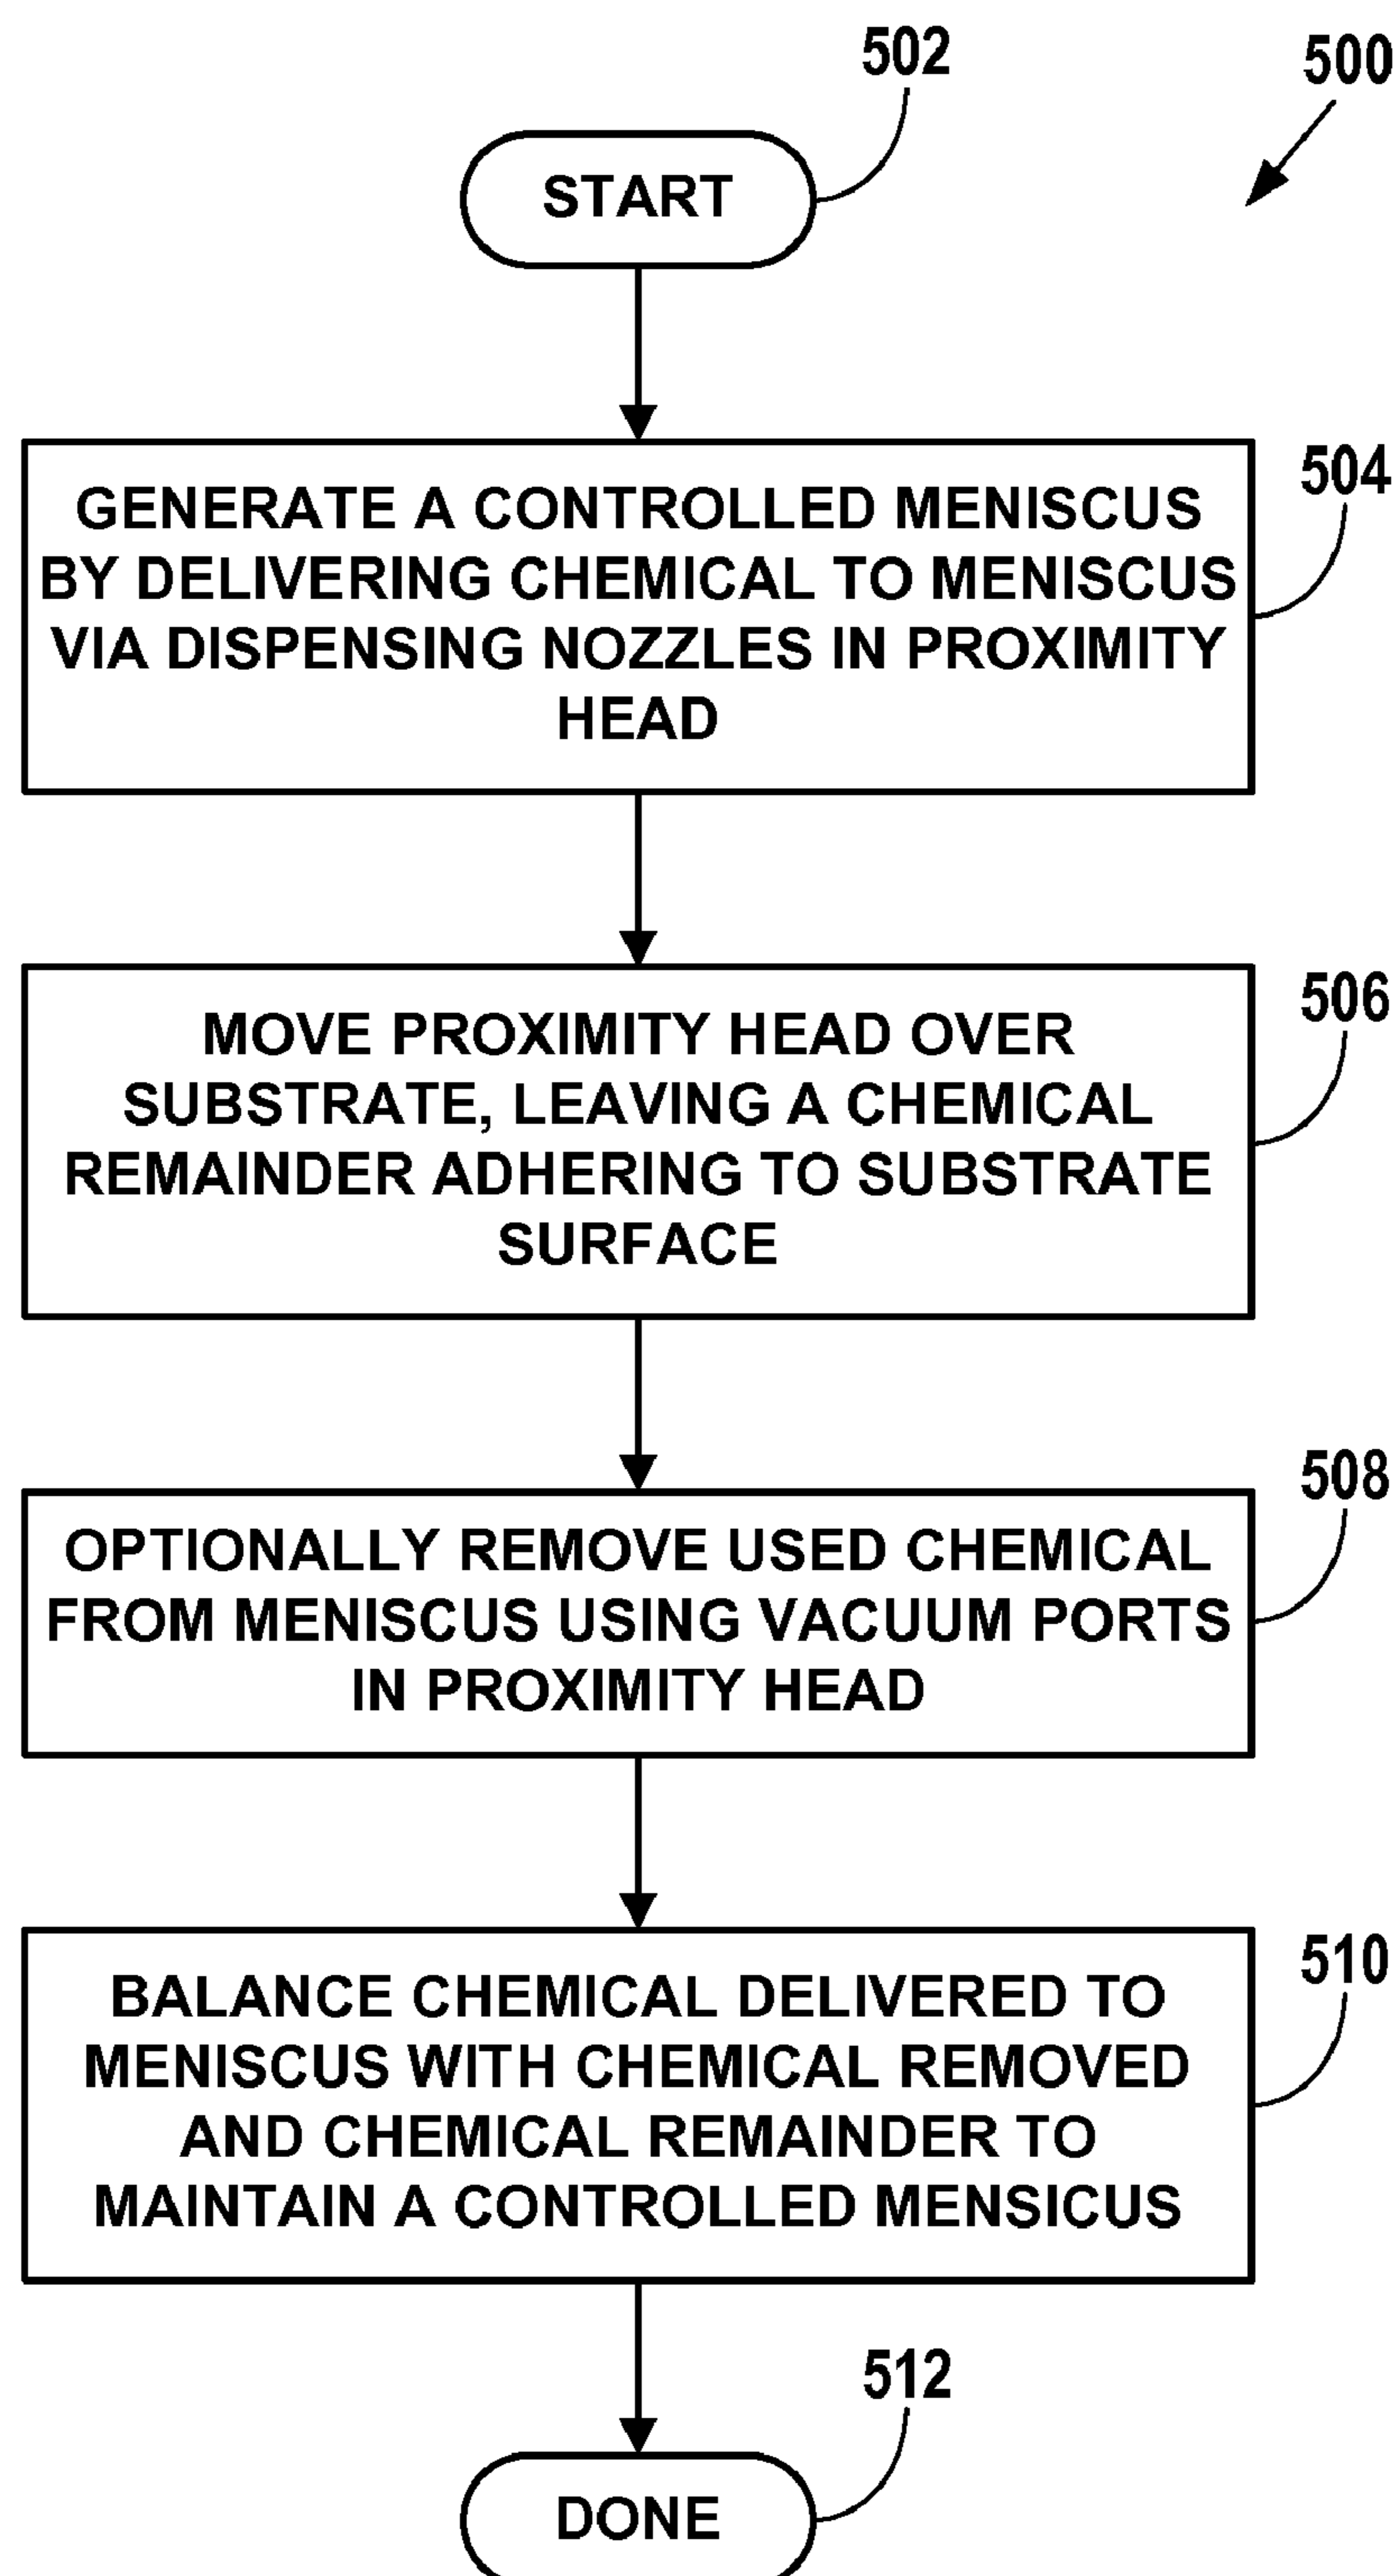 502
500
START
504
GENERATE A CONTROLLED MENISCUS
BY DELIVERING CHEMICAL TO MENISCUS
VIA DISPENSING NOZZLES IN PROXIMITY
HEAD
506
MOVE PROXIMITY HEAD OVER
SUBSTRATE, LEAVING A CHEMICAL
REMAINDER ADHERING TO SUBSTRATE
SURFACE
508
OPTIONALLY REMOVE USED CHEMICAL
FROM MENISCUS USING VACUUM PORTS
IN PROXIMITY HEAD
510
BALANCE CHEMICAL DELIVERED TO
MENISCUS WITH CHEMICAL REMOVED
AND CHEMICAL REMAINDER TO
MAINTAIN A CONTROLLED MENSICUS
512
DONE